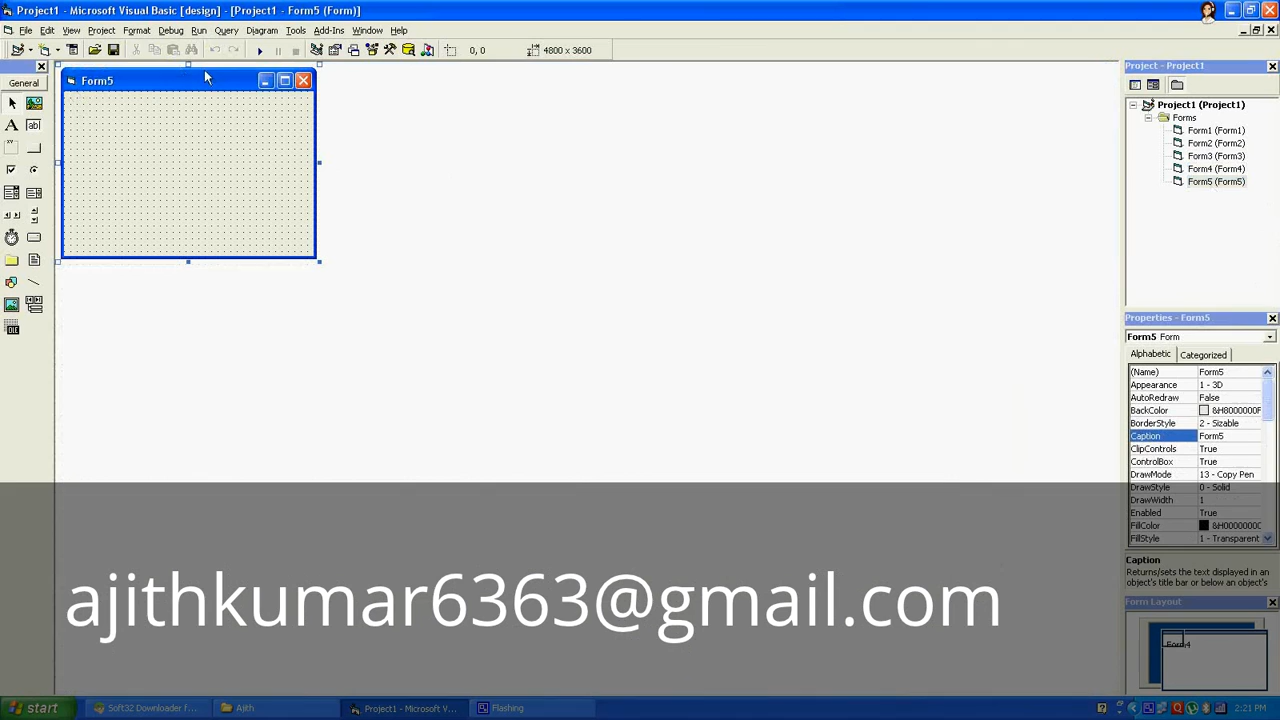 Project1 - Microsoft Visual Basic [design] - [Project1 - Form5 (Form)]
File Edit View Project Format Debug Run Query Diagram Tools Add-Ins Window Help
0, 0
4800 x 3600
General
Form5
Project - Project1
Project1 (Project1)
Forms
Form1 (Form1)
Form2 (Form2)
Form3 (Form3)
Form4 (Form4)
Form5 (Form5)
Properties - Form5
Form5 Form
Alphabetic Categorized
(Name) Form5
Appearance 1 - 3D
AutoRedraw False
BackColor &H8000000F
BorderStyle 2 - Sizable
Caption Form5
ClipControls True
ControlBox True
DrawMode 13 - Copy Pen
DrawStyle 0 - Solid
DrawWidth 1
Enabled True
FillColor &H0000000C
FillStyle 1 - Transparent
Caption
Returns/sets the text displayed in an object's title bar or below an object's
Form Layout
ajithkumar6363@gmail.com
start
Soft32 Downloader f...
Ajith
Project1 - Microsoft V...
Flashing
2:21 PM